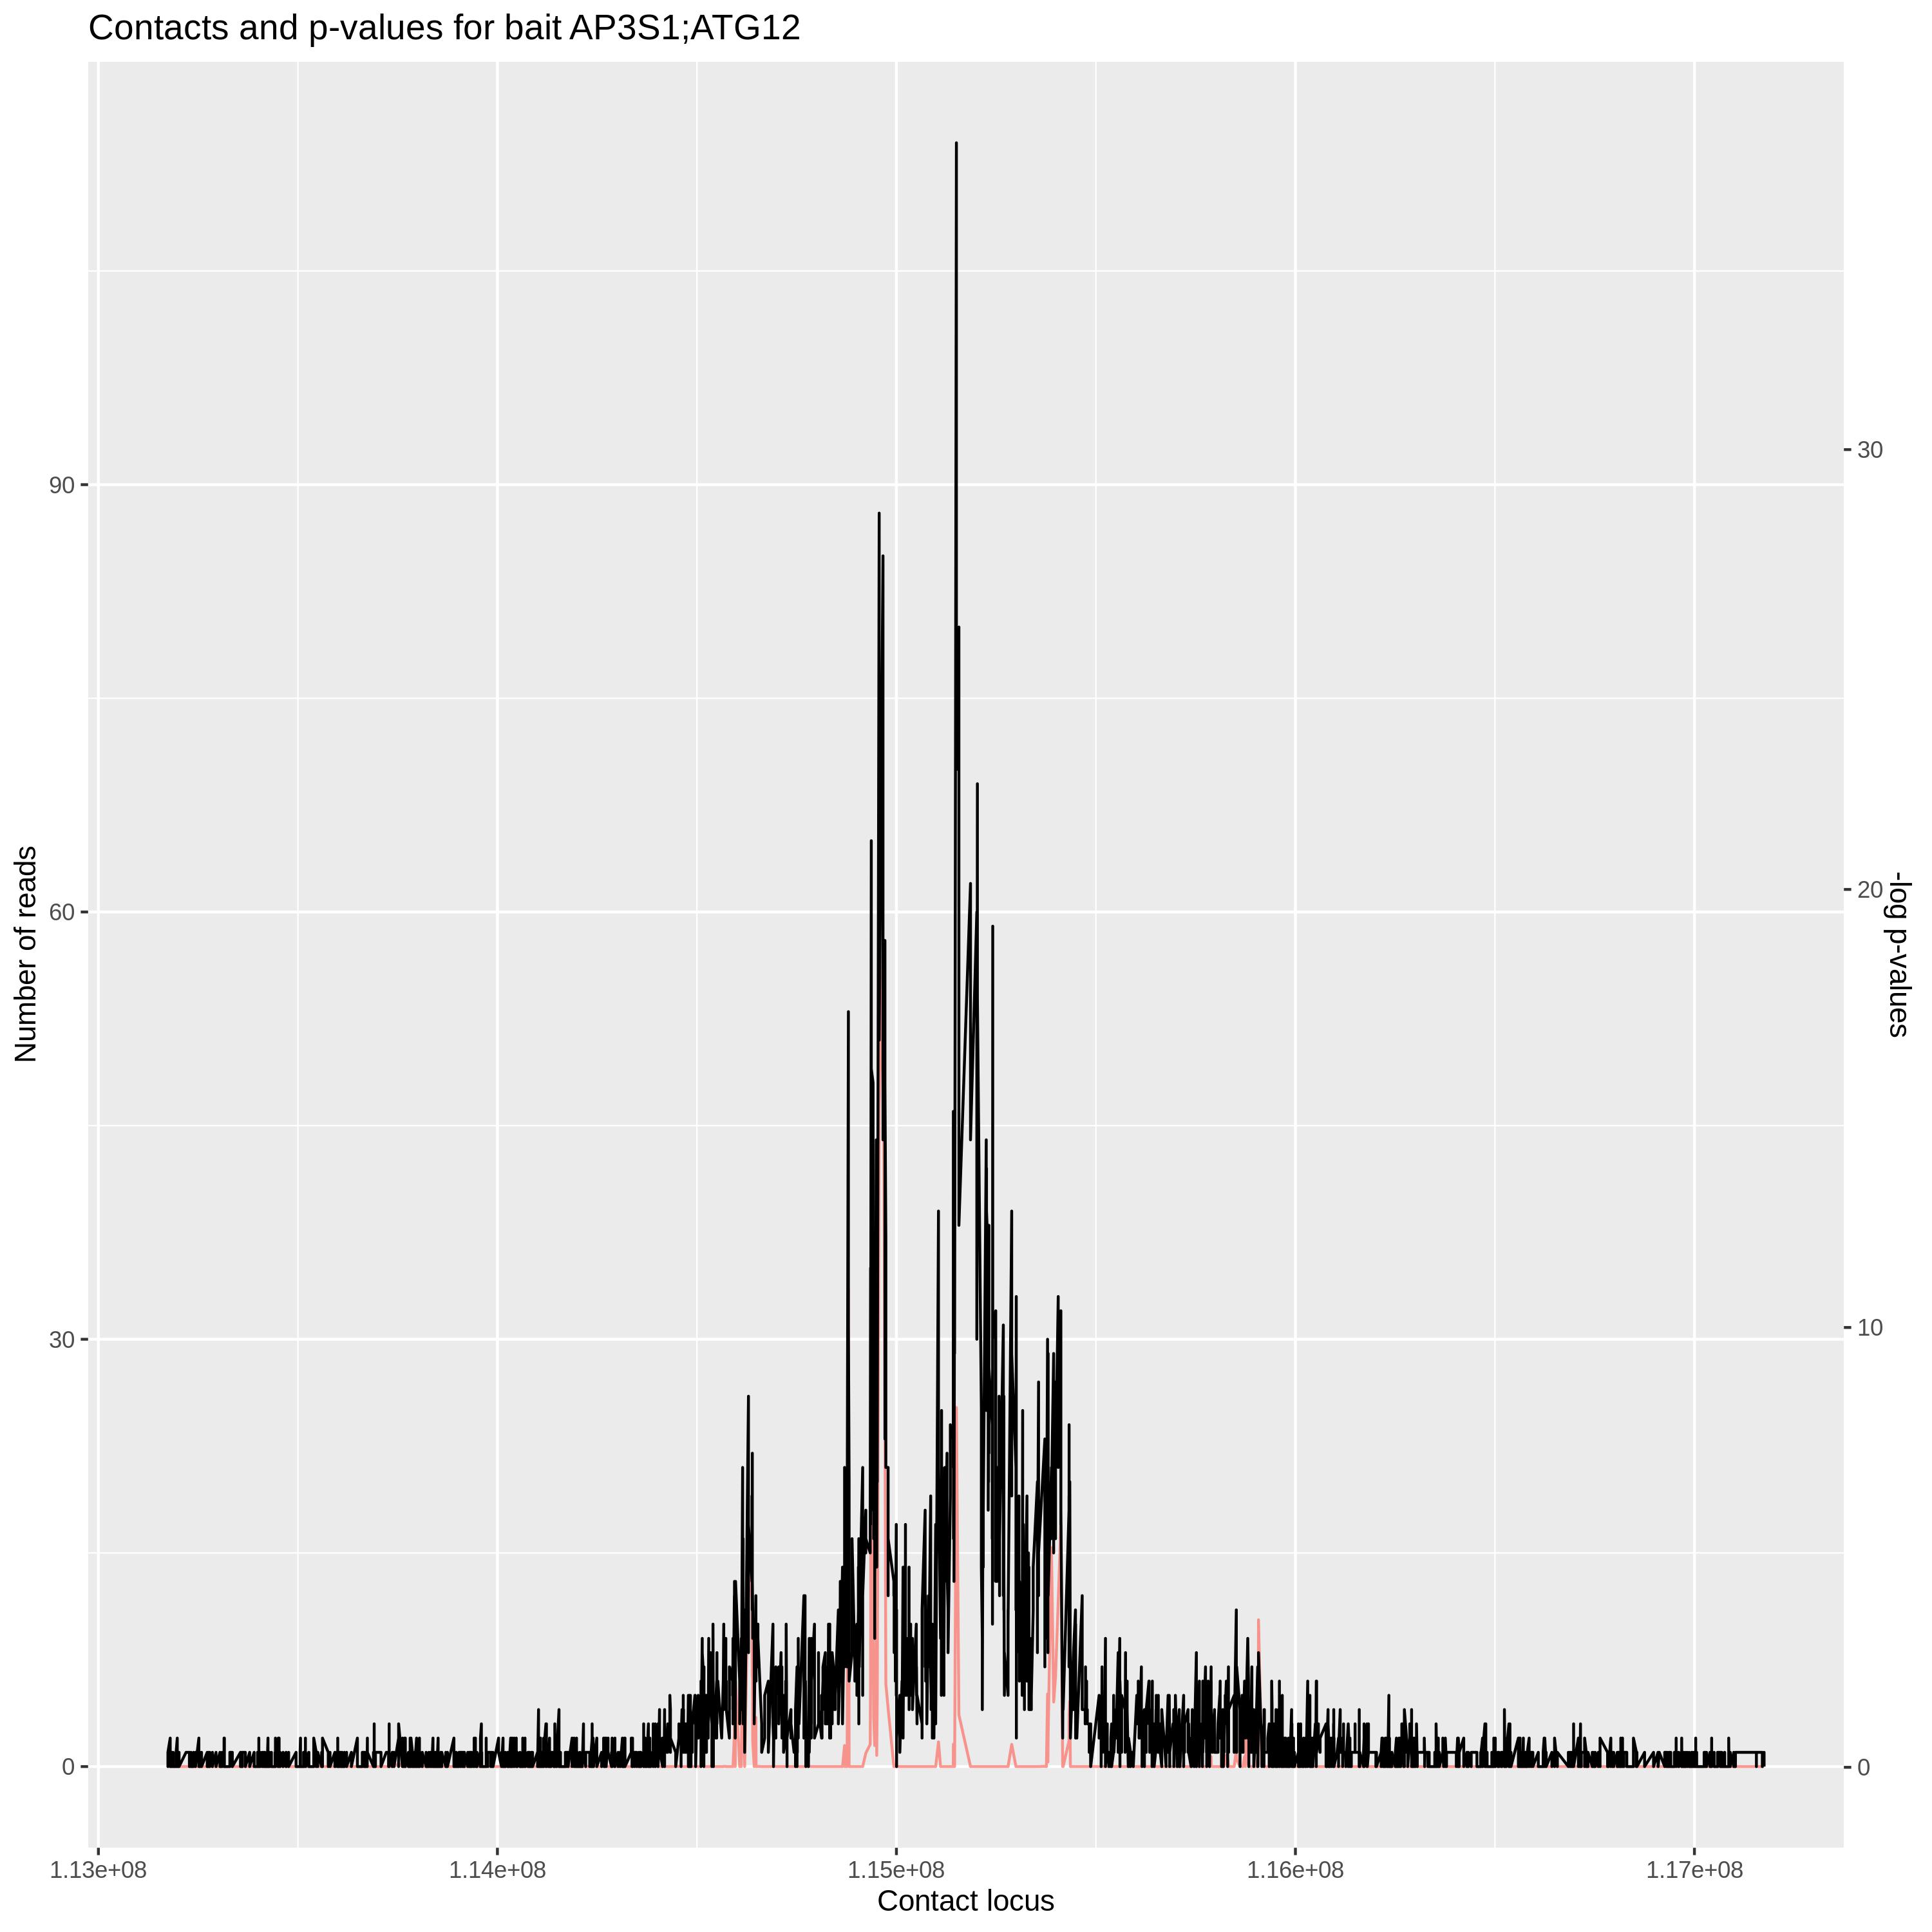 Contacts and p-values for bait AP3S1;ATG12
90
60
30
0
Number of reads
30
20
10
0
-log p-values
1.13e+08 1.14e+08 1.15e+08 1.16e+08 1.17e+08
Contact locus